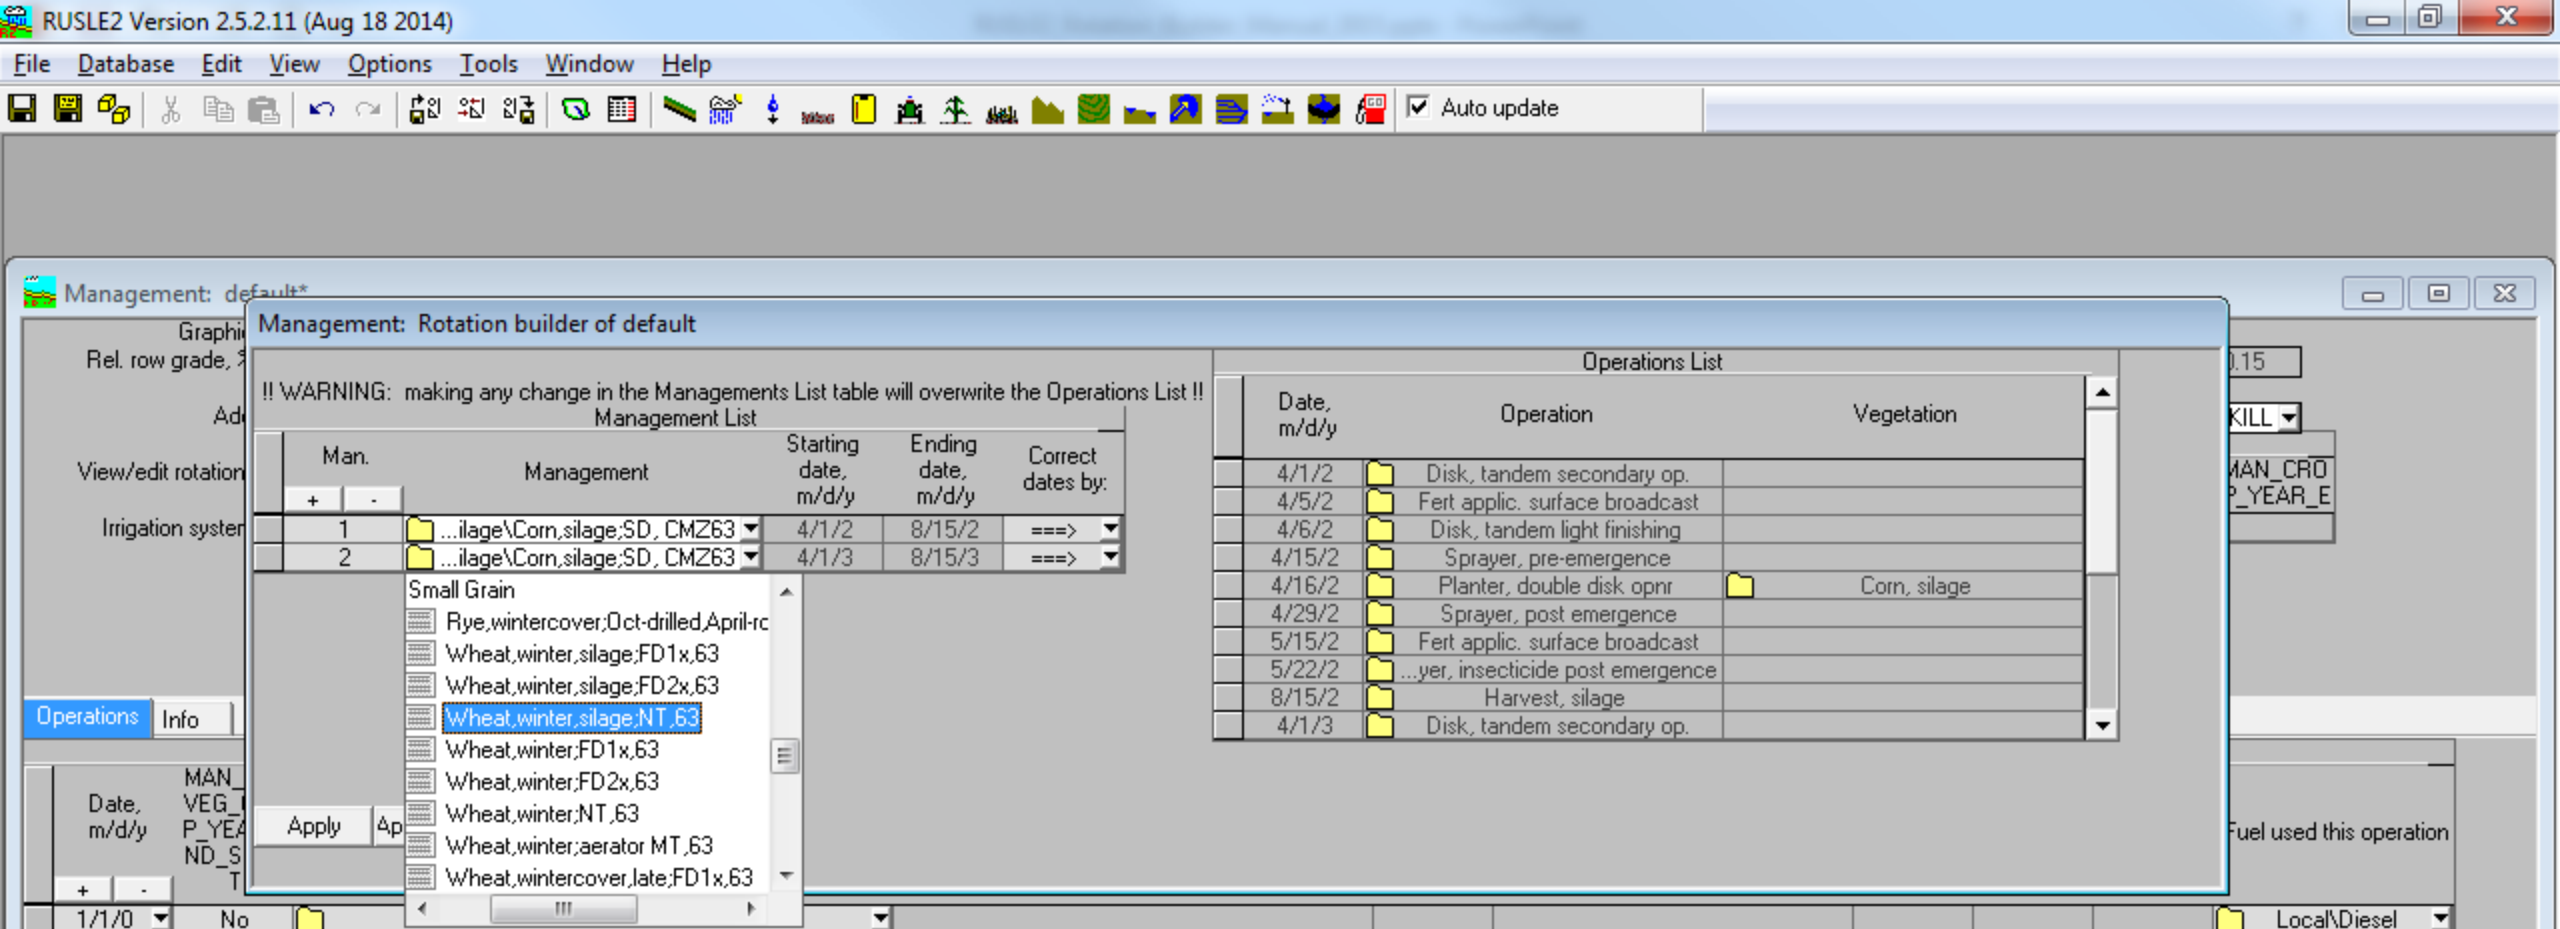 RUSLE2 Version 2.5.2.11 (Aug 18 2014)
File Database Edit View Options Tools Window Help
Auto update
Management: default*
Management: Rotation builder of default
Rel. row grade, %
View/edit rotation
!! WARNING: making any change in the Managements List table will overwrite the Operations List !!
Management List
Man. Management Starting date, m/d/y Ending date, m/d/y Correct dates by:
+ -
1 ...ilage\Corn,silage;SD, CMZ63 4/1/2 8/15/2 ===>
2 ...ilage\Corn,silage;SD, CMZ63 4/1/3 8/15/3 ===>
Small Grain
Rye,wintercover;Oct-drilled,April-rc
Wheat,winter,silage;FD1x,63
Wheat,winter,silage;FD2x,63
Wheat,winter,silage;NT,63
Wheat,winter;FD1x,63
Wheat,winter;FD2x,63
Wheat,winter;NT,63
Wheat,winter;aerator MT,63
Wheat,wintercover,late;FD1x,63
Apply Ap
Operations List
Date, m/d/y Operation Vegetation
4/1/2 Disk, tandem secondary op.
4/5/2 Fert applic. surface broadcast
4/6/2 Disk, tandem light finishing
4/15/2 Sprayer, pre-emergence
4/16/2 Planter, double disk opnr Corn, silage
4/29/2 Sprayer, post emergence
5/15/2 Fert applic. surface broadcast
5/22/2 ...yer, insecticide post emergence
8/15/2 Harvest, silage
4/1/3 Disk, tandem secondary op.
0.15
KILL
MAN_CRO
P_YEAR_E
Operations Info
Date,
m/d/y
MAN_
VEG_
P_YEA
ND_S
T
+ -
Fuel used this operation
1/1/0 No Local\Diesel